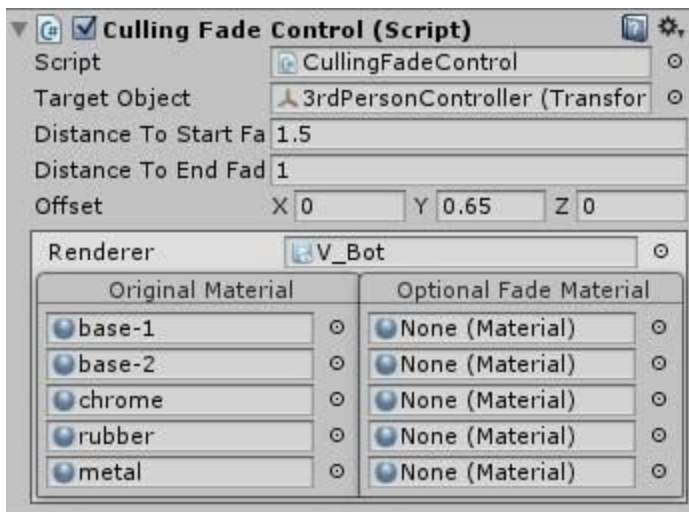 Culling Fade Control (Script)
Script CullingFadeControl
Target Object 3rdPersonController (Transfor
Distance To Start Fa 1.5
Distance To End Fad 1
Offset X 0 Y 0.65 Z 0
Renderer V_Bot
Original Material Optional Fade Material
base-1 None (Material)
base-2 None (Material)
chrome None (Material)
rubber None (Material)
metal None (Material)